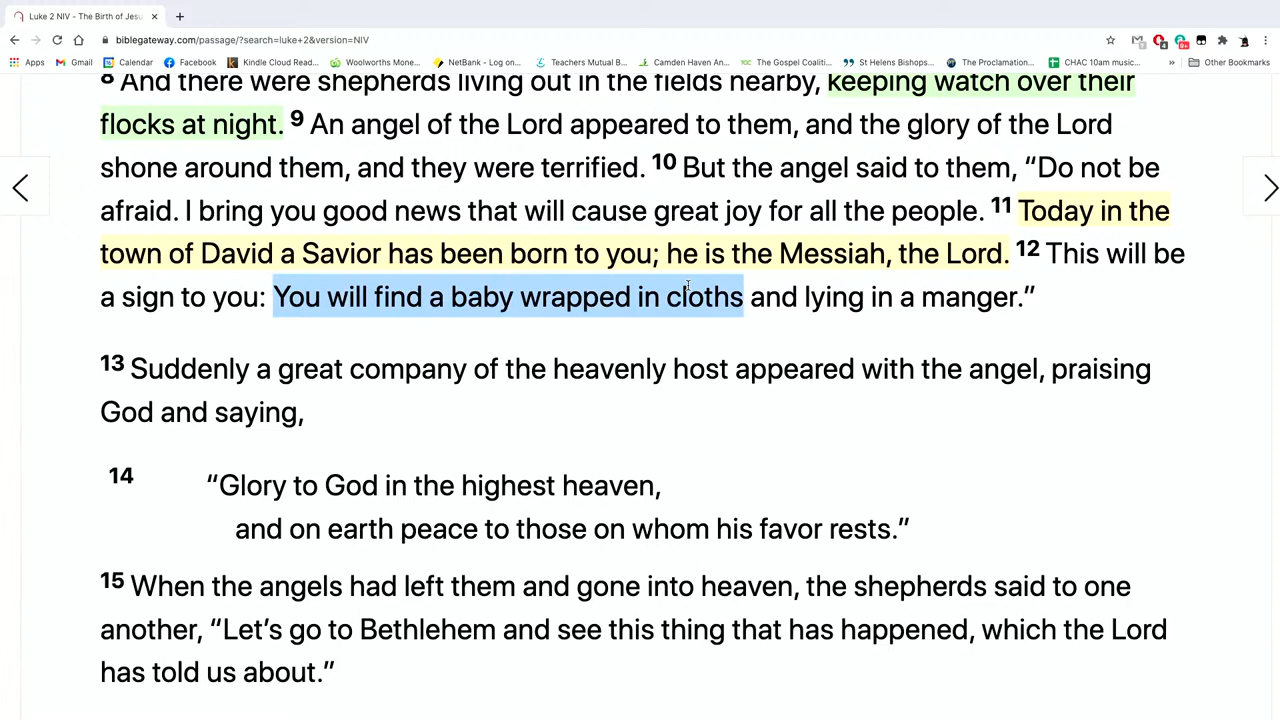 Luke 2 NIV - The Birth of Jesu
biblegateway.com/passage/?search=luke+2&version=NIV
Apps Gmail Calendar Facebook Kindle Cloud Read... Woolworths Mone... NetBank - Log on... Teachers Mutual B... Camden Haven An... The Gospel Coaliti... St Helens Bishops... The Proclamation... CHAC 10am music... » Other Bookmarks
8 And there were shepherds living out in the fields nearby, keeping watch over their
flocks at night. 9 An angel of the Lord appeared to them, and the glory of the Lord
shone around them, and they were terrified. 10 But the angel said to them, “Do not be
afraid. I bring you good news that will cause great joy for all the people. 11 Today in the
town of David a Savior has been born to you; he is the Messiah, the Lord. 12 This will be
a sign to you: You will find a baby wrapped in cloths and lying in a manger.”
13 Suddenly a great company of the heavenly host appeared with the angel, praising
God and saying,
14 “Glory to God in the highest heaven,
and on earth peace to those on whom his favor rests.”
15 When the angels had left them and gone into heaven, the shepherds said to one
another, “Let’s go to Bethlehem and see this thing that has happened, which the Lord
has told us about.”